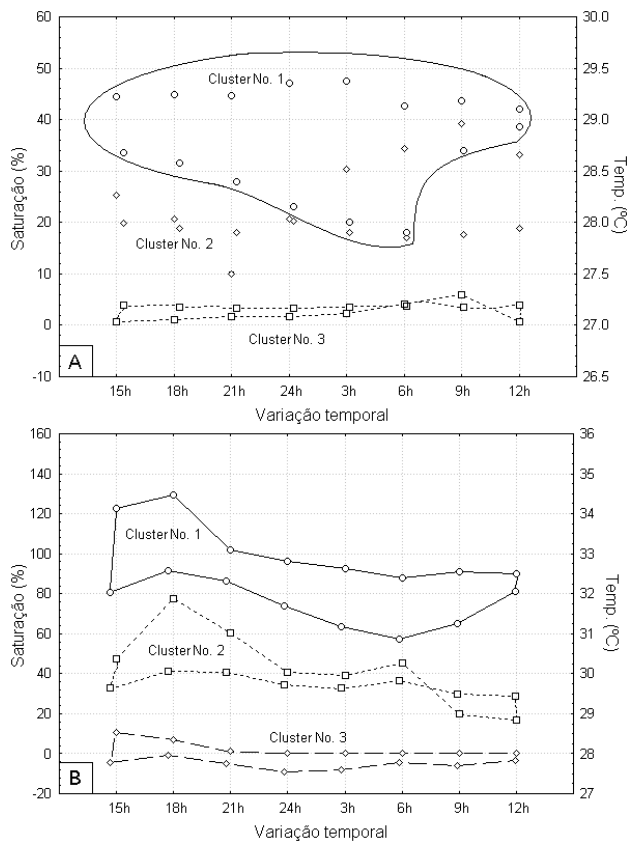 60
50
40
30
20
10
0
-10
Saturação (%)
30.0
29.5
29.0
28.5
28.0
27.5
27.0
26.5
Temp. (ºC)
Cluster No. 1
Cluster No. 2
Cluster No. 3
A
15h 18h 21h 24h 3h 6h 9h 12h
Variação temporal
160
140
120
100
80
60
40
20
0
-20
Saturação (%)
36
35
34
33
32
31
30
29
28
27
Temp. (ºC)
Cluster No. 1
Cluster No. 2
Cluster No. 3
B
15h 18h 21h 24h 3h 6h 9h 12h
Variação temporal